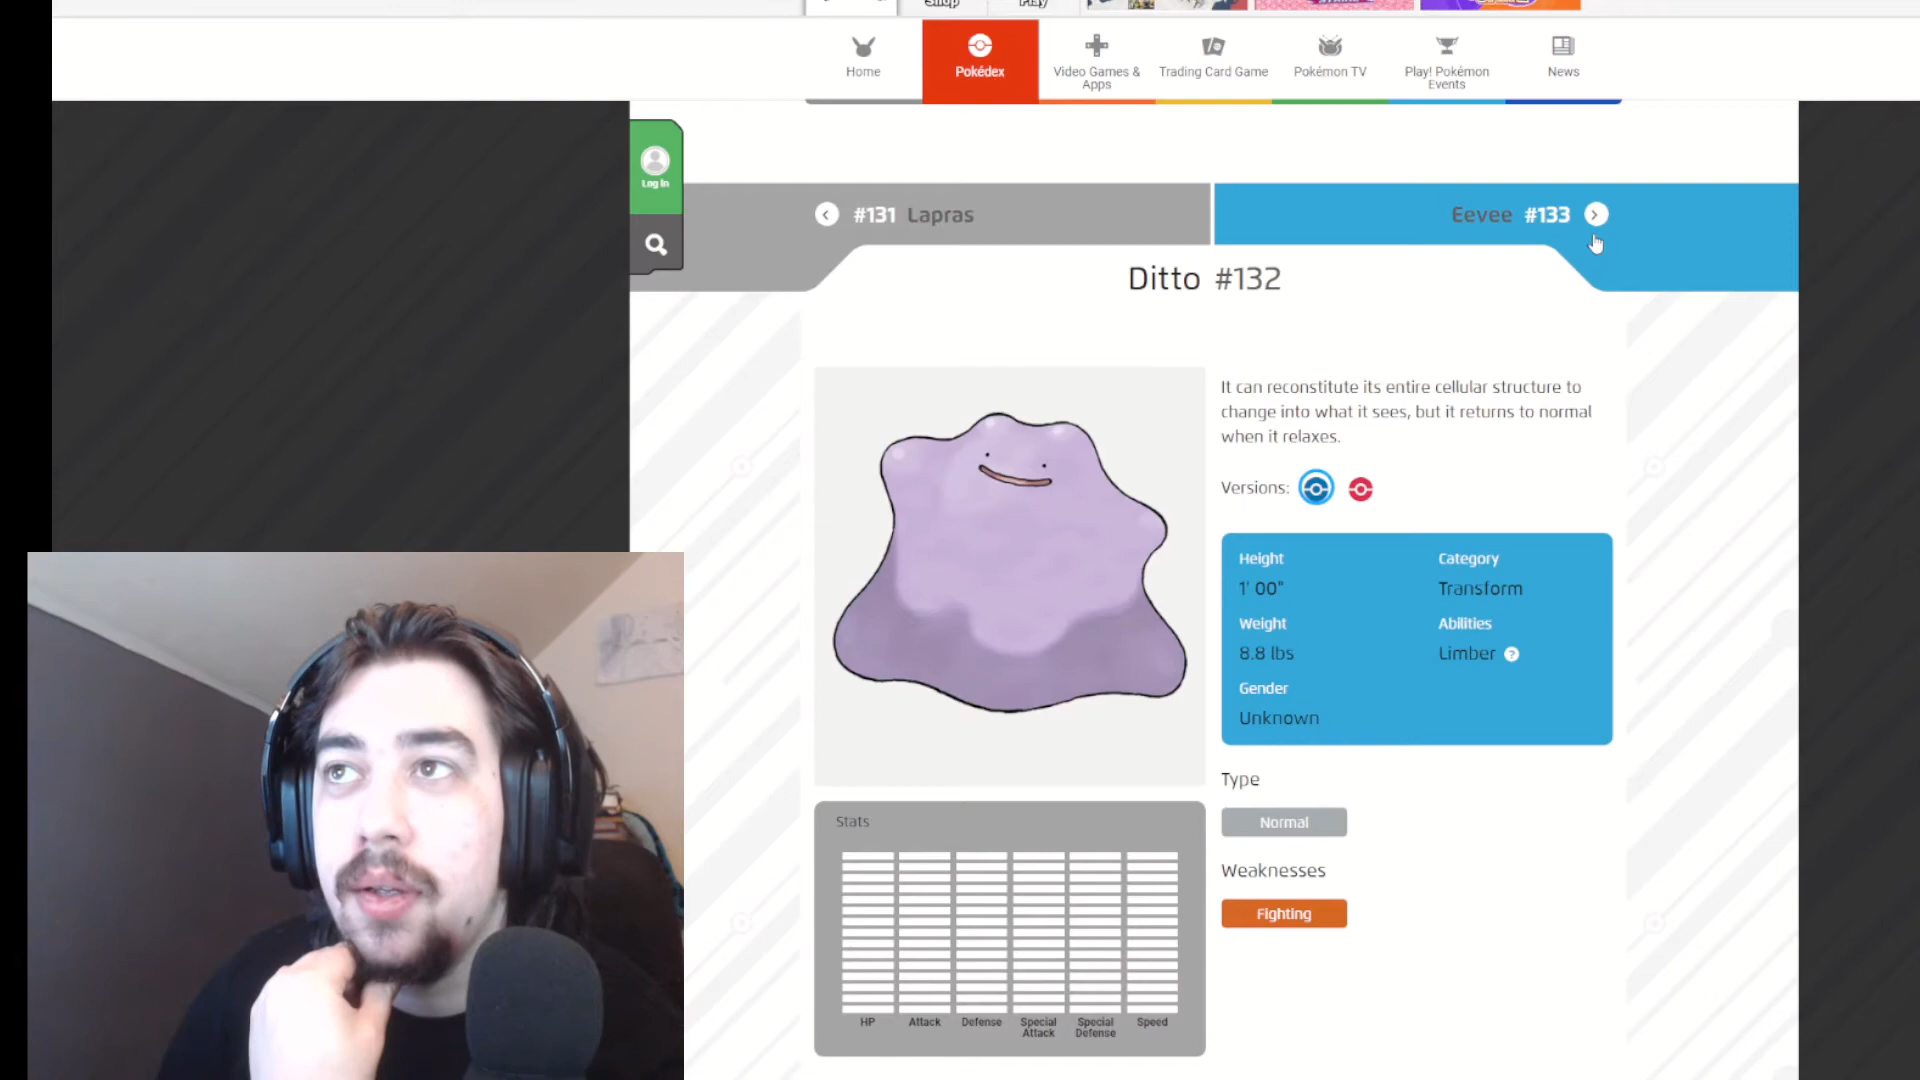 Shop
Play
Home
Pokédex
Video Games &
Apps
Trading Card Game
Pokémon TV
Play! Pokémon
Events
News
Log in
#131 Lapras
Eevee #133
Ditto #132
It can reconstitute its entire cellular structure to
change into what it sees, but it returns to normal
when it relaxes.
Versions:
Height
1' 00"
Category
Transform
Weight
8.8 lbs
Abilities
Limber ?
Gender
Unknown
Type
Normal
Weaknesses
Fighting
Stats
HP
Attack
Defense
Special
Attack
Special
Defense
Speed